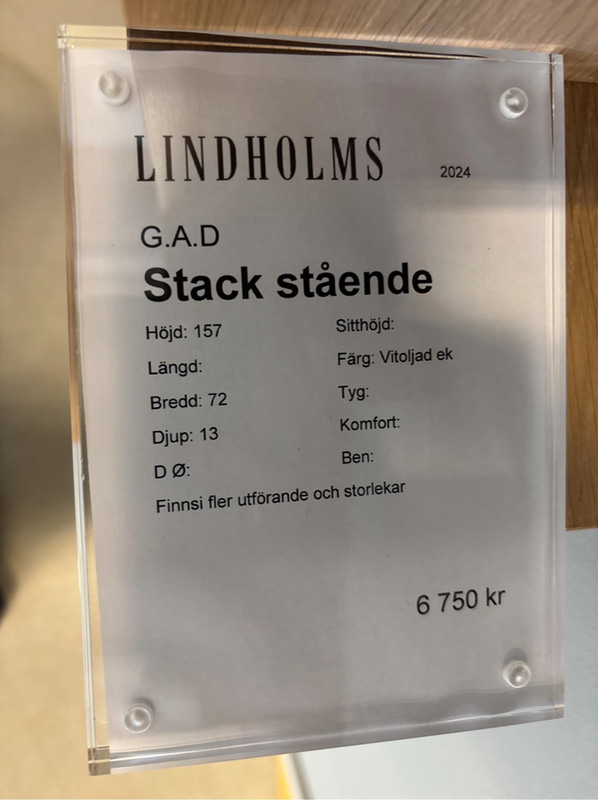 LINDHOLMS 2024
G.A.D
Stack stående
Höjd: 157 Sitthöjd:
Längd: Färg: Vitoljad ek
Bredd: 72 Tyg:
Djup: 13 Komfort:
D Ø: Ben:
Finnsi fler utförande och storlekar
6 750 kr